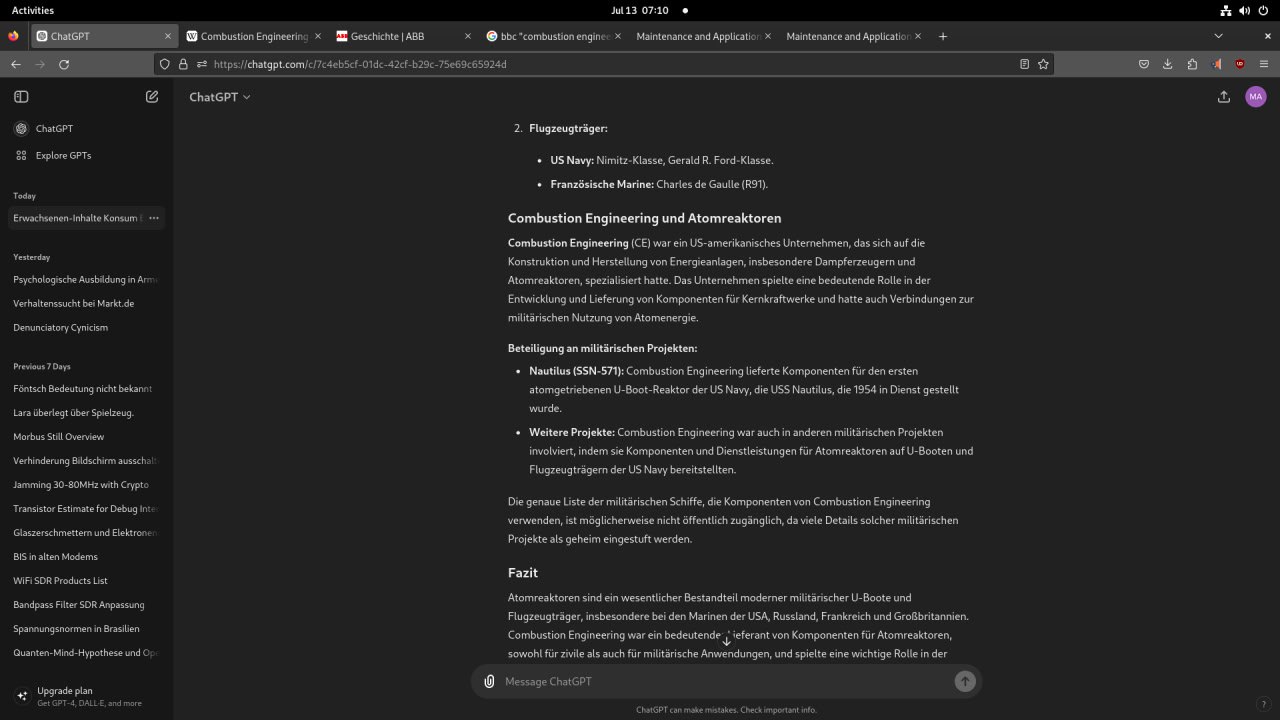 Activities
Jul 13 07:10
ChatGPT
Combustion Engineering
Geschichte | ABB
bbc "combustion enginee
Maintenance and Application
Maintenance and Application
https://chatgpt.com/c/7c4eb5cf-01dc-42cf-b29c-75e69c65924d
ChatGPT
MA
ChatGPT
Explore GPTs
Today
Erwachsenen-Inhalte Konsum
Yesterday
Psychologische Ausbildung in Arme
Verhaltenssucht bei Markt.de
Denunciatory Cynicism
Previous 7 Days
Föntsch Bedeutung nicht bekannt
Lara überlegt über Spielzeug.
Morbus Still Overview
Verhinderung Bildschirm ausschalt
Jamming 30-80MHz with Crypto
Transistor Estimate for Debug Inter
Glaszerschmettern und Elektronen
BIS in alten Modems
WiFi SDR Products List
Bandpass Filter SDR Anpassung
Spannungsnormen in Brasilien
Quanten-Mind-Hypothese und Ope
Upgrade plan
Get GPT-4, DALL·E, and more
2. Flugzeugträger:
• US Navy: Nimitz-Klasse, Gerald R. Ford-Klasse.
• Französische Marine: Charles de Gaulle (R91).
Combustion Engineering und Atomreaktoren
Combustion Engineering (CE) war ein US-amerikanisches Unternehmen, das sich auf die
Konstruktion und Herstellung von Energieanlagen, insbesondere Dampferzeugern und
Atomreaktoren, spezialisiert hatte. Das Unternehmen spielte eine bedeutende Rolle in der
Entwicklung und Lieferung von Komponenten für Kernkraftwerke und hatte auch Verbindungen zur
militärischen Nutzung von Atomenergie.
Beteiligung an militärischen Projekten:
• Nautilus (SSN-571): Combustion Engineering lieferte Komponenten für den ersten
atomgetriebenen U-Boot-Reaktor der US Navy, die USS Nautilus, die 1954 in Dienst gestellt
wurde.
• Weitere Projekte: Combustion Engineering war auch in anderen militärischen Projekten
involviert, indem sie Komponenten und Dienstleistungen für Atomreaktoren auf U-Booten und
Flugzeugträgern der US Navy bereitstellten.
Die genaue Liste der militärischen Schiffe, die Komponenten von Combustion Engineering
verwenden, ist möglicherweise nicht öffentlich zugänglich, da viele Details solcher militärischen
Projekte als geheim eingestuft werden.
Fazit
Atomreaktoren sind ein wesentlicher Bestandteil moderner militärischer U-Boote und
Flugzeugträger, insbesondere bei den Marinen der USA, Russland, Frankreich und Großbritannien.
Combustion Engineering war ein bedeutender Lieferant von Komponenten für Atomreaktoren,
sowohl für zivile als auch für militärische Anwendungen, und spielte eine wichtige Rolle in der
Message ChatGPT
ChatGPT can make mistakes. Check important info.
?